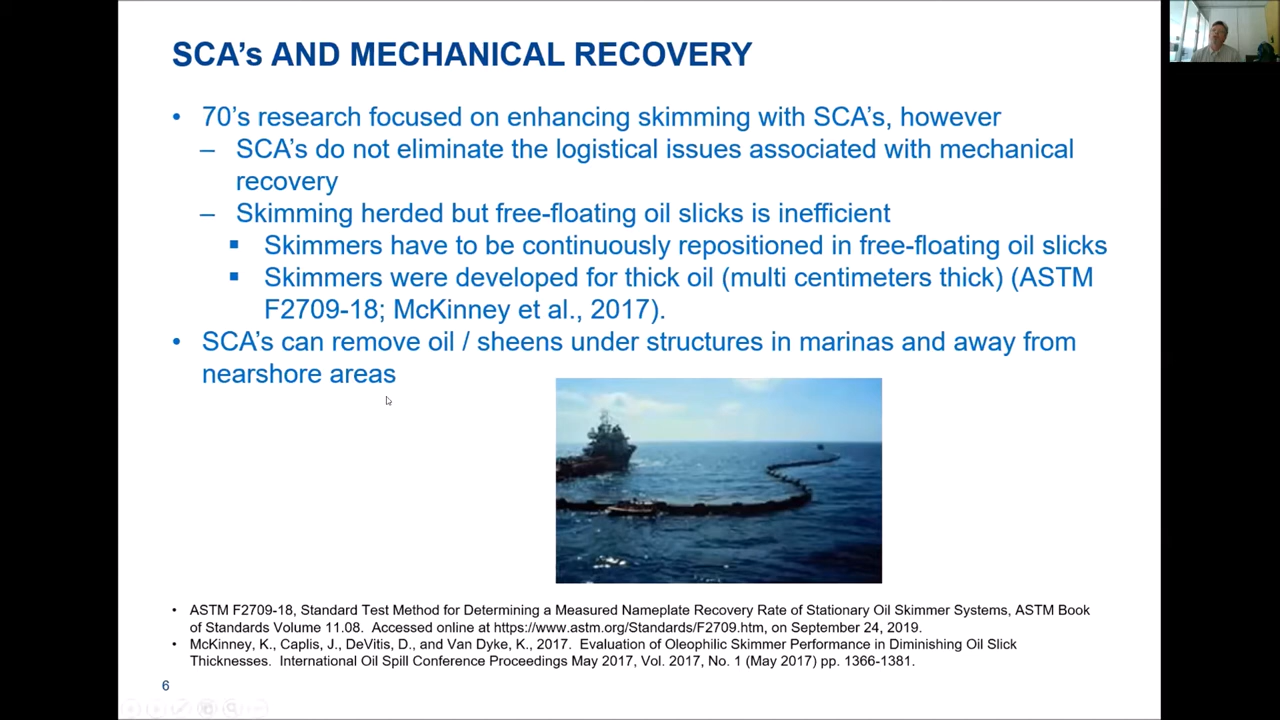 SCA's AND MECHANICAL RECOVERY
• 70's research focused on enhancing skimming with SCA's, however
– SCA's do not eliminate the logistical issues associated with mechanical
recovery
– Skimming herded but free-floating oil slicks is inefficient
▪ Skimmers have to be continuously repositioned in free-floating oil slicks
▪ Skimmers were developed for thick oil (multi centimeters thick) (ASTM
F2709-18; McKinney et al., 2017).
• SCA's can remove oil / sheens under structures in marinas and away from
nearshore areas
• ASTM F2709-18, Standard Test Method for Determining a Measured Nameplate Recovery Rate of Stationary Oil Skimmer Systems, ASTM Book
of Standards Volume 11.08. Accessed online at https://www.astm.org/Standards/F2709.htm, on September 24, 2019.
• McKinney, K., Caplis, J., DeVitis, D., and Van Dyke, K., 2017. Evaluation of Oleophilic Skimmer Performance in Diminishing Oil Slick
Thicknesses. International Oil Spill Conference Proceedings May 2017, Vol. 2017, No. 1 (May 2017) pp. 1366-1381.
6